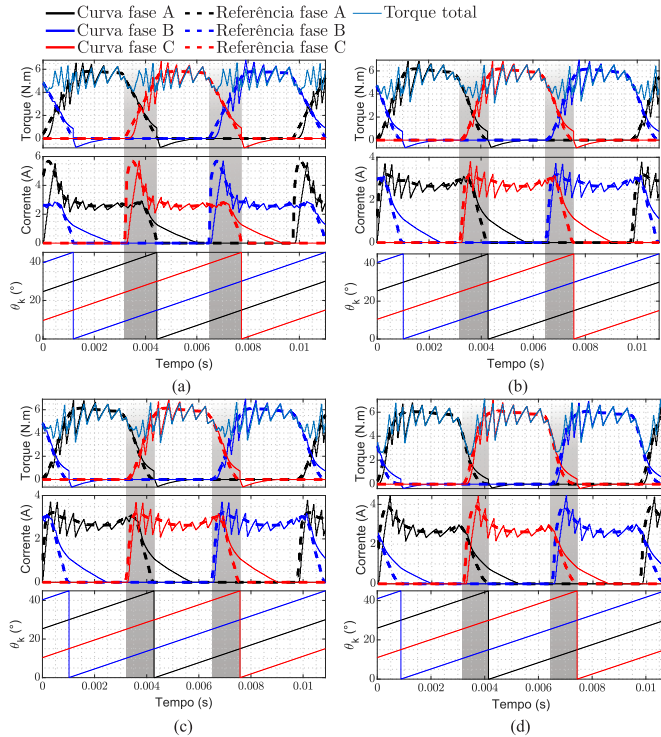 Curva fase A Referência fase A Torque total
Curva fase B Referência fase B
Curva fase C Referência fase C
Torque (N.m)
6
4
2
0
Corrente (A)
6
4
2
0
θk (°)
40
20
0
0 0.002 0.004 0.006 0.008 0.01
Tempo (s)
(a)
Torque (N.m)
6
4
2
0
Corrente (A)
4
2
0
θk (°)
40
20
0
0 0.002 0.004 0.006 0.008 0.01
Tempo (s)
(b)
Torque (N.m)
6
4
2
0
Corrente (A)
4
2
0
θk (°)
40
20
0
0 0.002 0.004 0.006 0.008 0.01
Tempo (s)
(c)
Torque (N.m)
6
4
2
0
Corrente (A)
4
2
0
θk (°)
40
20
0
0 0.002 0.004 0.006 0.008 0.01
Tempo (s)
(d)